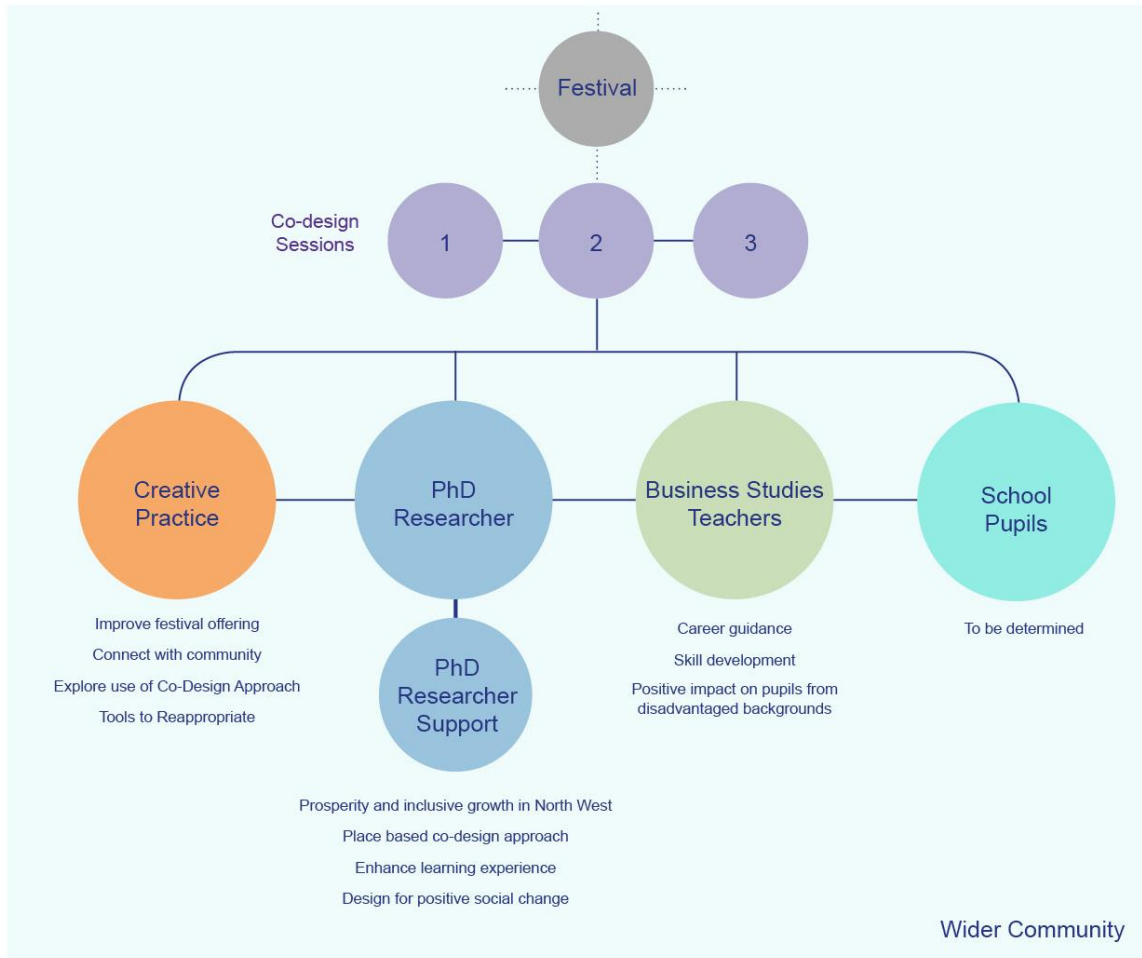 Festival
Co-design
Sessions
1
2
3
Creative
Practice
PhD
Researcher
Business Studies
Teachers
School
Pupils
Improve festival offering
Connect with community
Explore use of Co-Design Approach
Tools to Reappropriate
PhD
Researcher
Support
Career guidance
Skill development
Positive impact on pupils from
disadvantaged backgrounds
To be determined
Prosperity and inclusive growth in North West
Place based co-design approach
Enhance learning experience
Design for positive social change
Wider Community